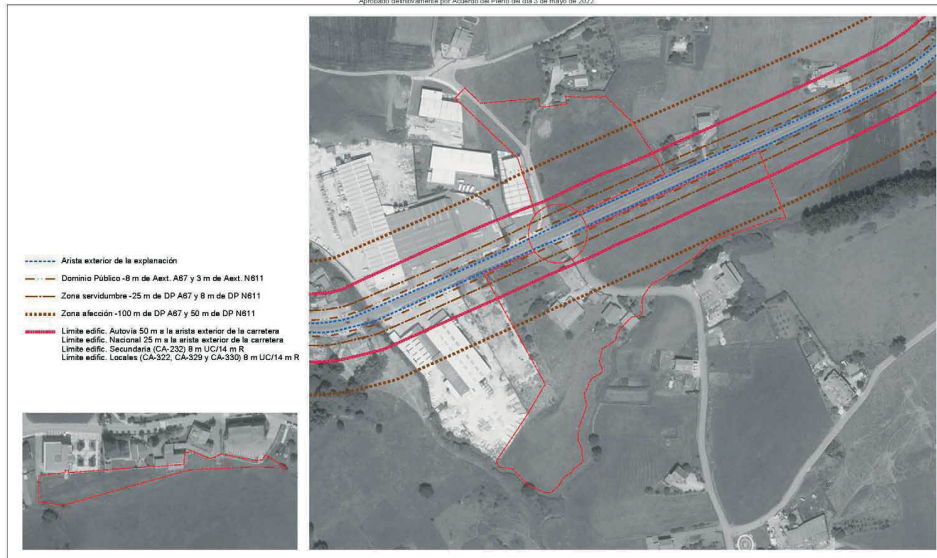 Aprobado definitivamente por Acuerdo del Pleno del día 3 de mayo de 2022.
Arista exterior de la explanación
Dominio Público -8 m de Aext. A67 y 3 m de Aext. N611
Zona servidumbre -25 m de DP A67 y 8 m de DP N611
Zona afección -100 m de DP A67 y 50 m de DP N611
Límite edific. Autovía 50 m a la arista exterior de la carretera
Límite edific. Nacional 25 m a la arista exterior de la carretera
Límite edific. Secundaria (CA-232) 8 m UC/14 m R
Límite edific. Locales (CA-322, CA-329 y CA-330) 8 m UC/14 m R